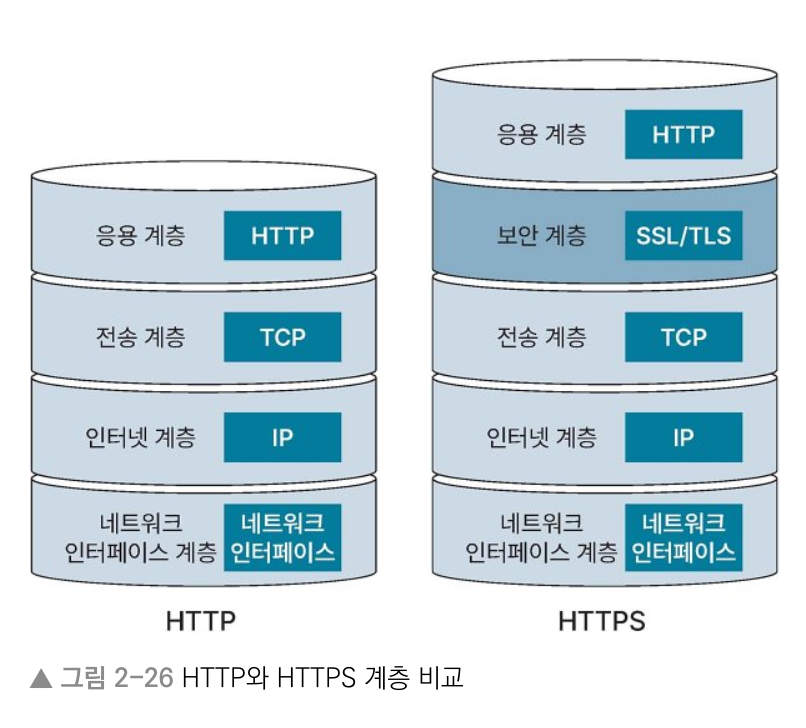 응용 계층 HTTP
전송 계층 TCP
인터넷 계층 IP
네트워크 네트워크
인터페이스 계층 인터페이스
HTTP
응용 계층 HTTP
보안 계층 SSL/TLS
전송 계층 TCP
인터넷 계층 IP
네트워크 네트워크
인터페이스 계층 인터페이스
HTTPS
▲ 그림 2-26 HTTP와 HTTPS 계층 비교